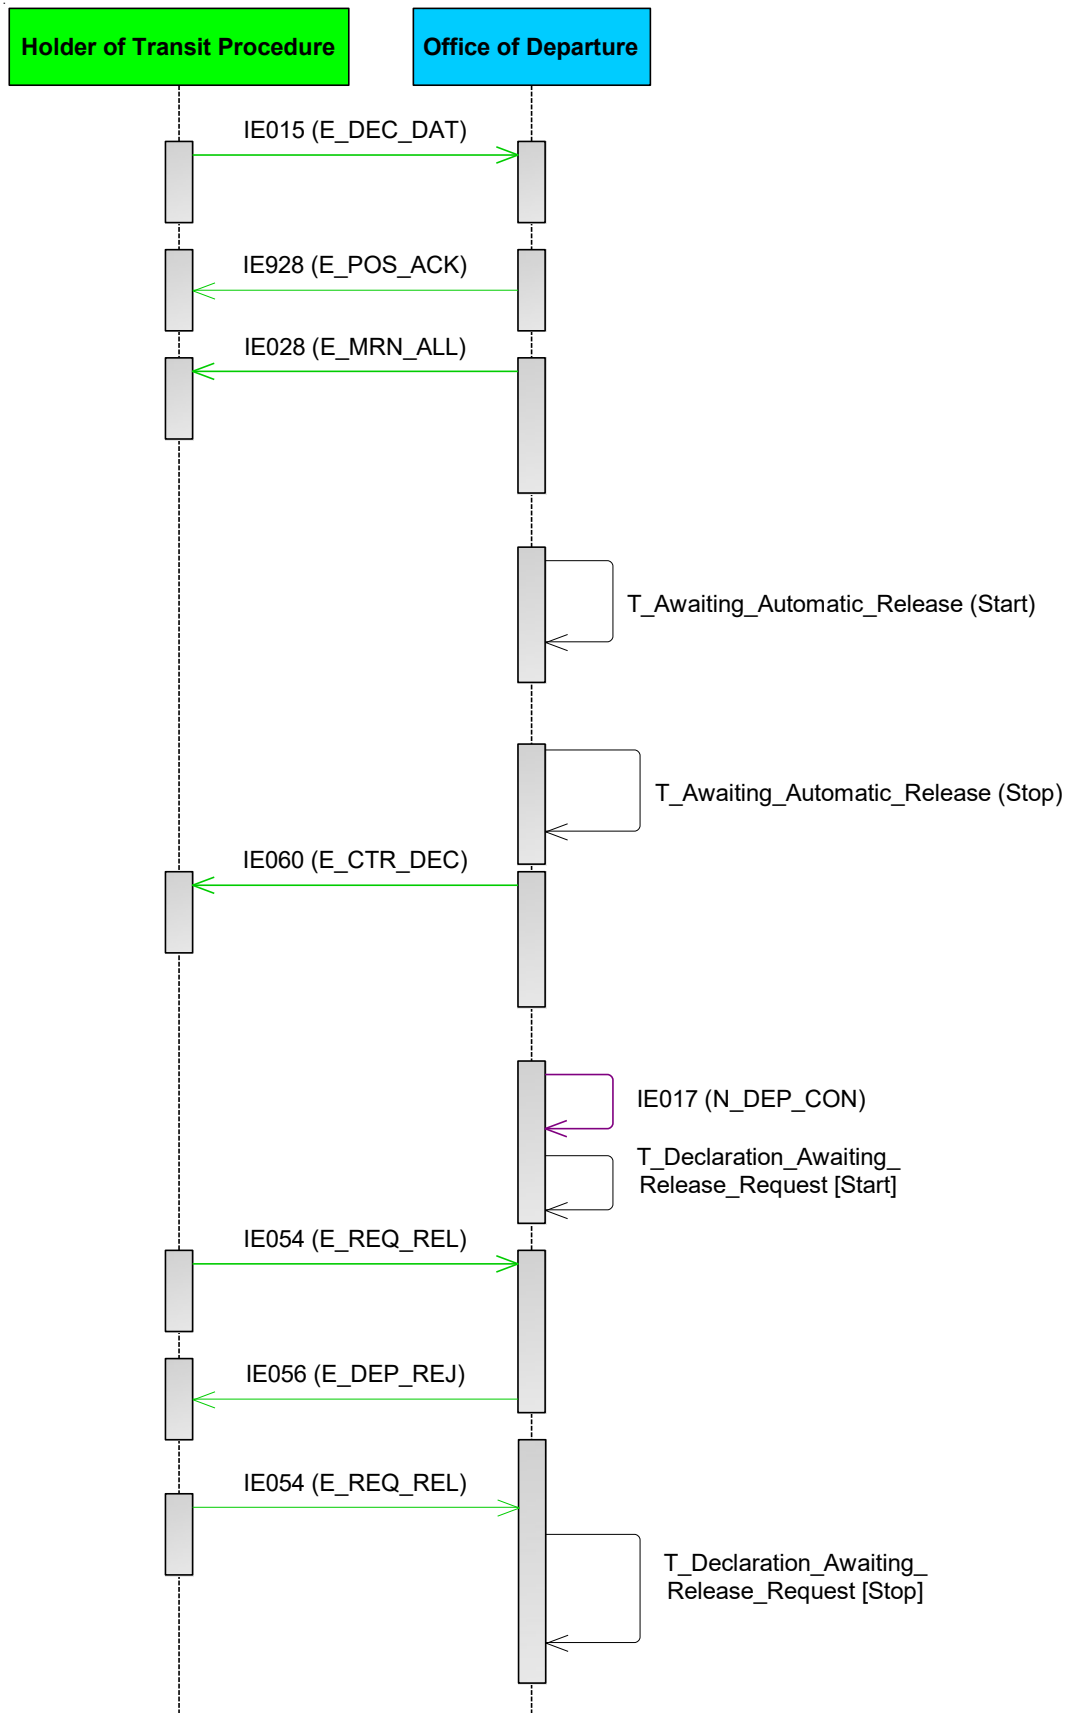 Holder of Transit Procedure
Office of Departure
IE015 (E_DEC_DAT)
IE928 (E_POS_ACK)
IE028 (E_MRN_ALL)
T_Awaiting_Automatic_Release (Start)
T_Awaiting_Automatic_Release (Stop)
IE060 (E_CTR_DEC)
IE017 (N_DEP_CON)
T_Declaration_Awaiting_
Release_Request [Start]
IE054 (E_REQ_REL)
IE056 (E_DEP_REJ)
IE054 (E_REQ_REL)
T_Declaration_Awaiting_
Release_Request [Stop]